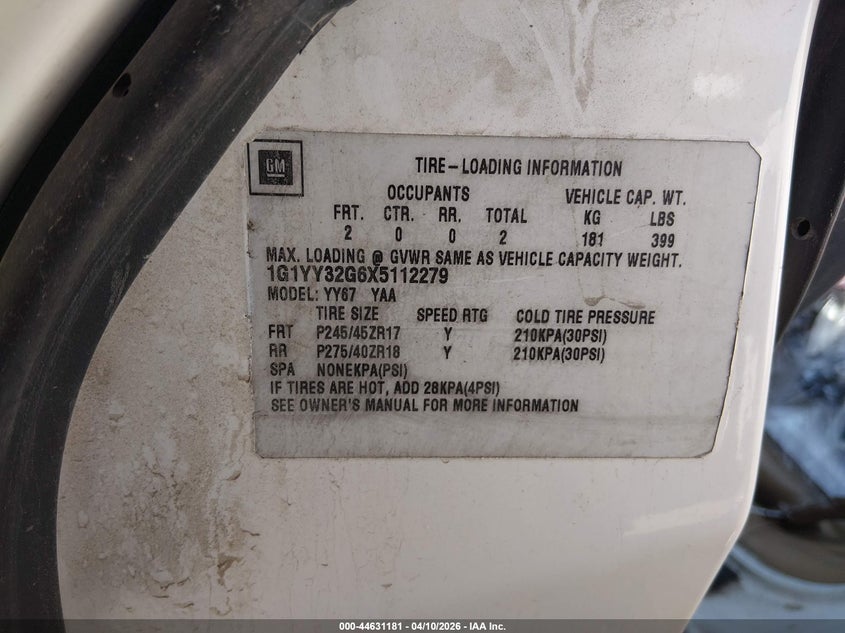 GM
TIRE-LOADING INFORMATION
OCCUPANTS VEHICLE CAP. WT.
FRT. CTR. RR. TOTAL KG LBS
2 0 0 2 181 399
MAX. LOADING @ GVWR SAME AS VEHICLE CAPACITY WEIGHT.
1G1YY32G6X5112279
MODEL: YY67 YAA
TIRE SIZE SPEED RTG COLD TIRE PRESSURE
FRT P245/45ZR17 Y 210KPA(30PSI)
RR P275/40ZR18 Y 210KPA(30PSI)
SPA NONEKPA(PSI)
IF TIRES ARE HOT, ADD 28KPA(4PSI)
SEE OWNER'S MANUAL FOR MORE INFORMATION
000-44631181 - 04/10/2026 - IAA Inc.